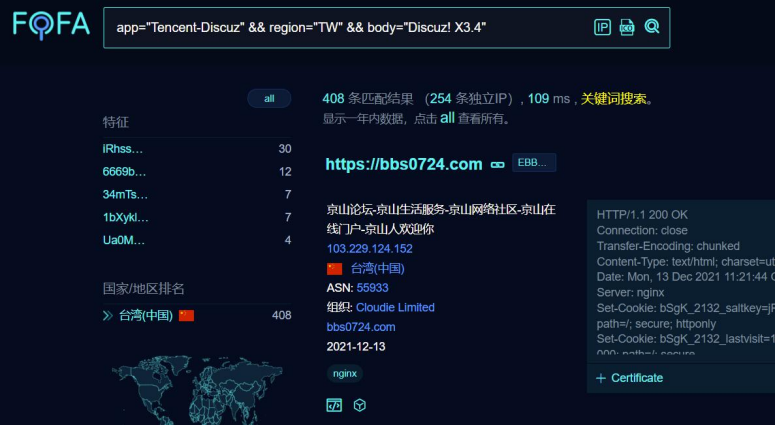 FOFA
app="Tencent-Discuz" && region="TW" && body="Discuz! X3.4"
IP
ICO
all
408 条匹配结果 （254 条独立IP）, 109 ms , 关键词搜索。
显示一年内数据，点击 all 查看所有。
特征
iRhss... 30
6669b... 12
34mTs... 7
1bXykl... 7
Ua0M... 4
国家/地区排名
台湾(中国) 408
https://bbs0724.com
EBB...
京山论坛-京山生活服务-京山网络社区-京山在
线门户-京山人欢迎你
103.229.124.152
台湾(中国)
ASN: 55933
组织: Cloudie Limited
bbs0724.com
2021-12-13
nginx
HTTP/1.1 200 OK
Connection: close
Transfer-Encoding: chunked
Content-Type: text/html; charset=ut
Date: Mon, 13 Dec 2021 11:21:44 G
Server: nginx
Set-Cookie: bSgK_2132_saltkey=jF
path=/; secure; httponly
Set-Cookie: bSgK_2132_lastvisit=1
000; path=/; secure
+ Certificate